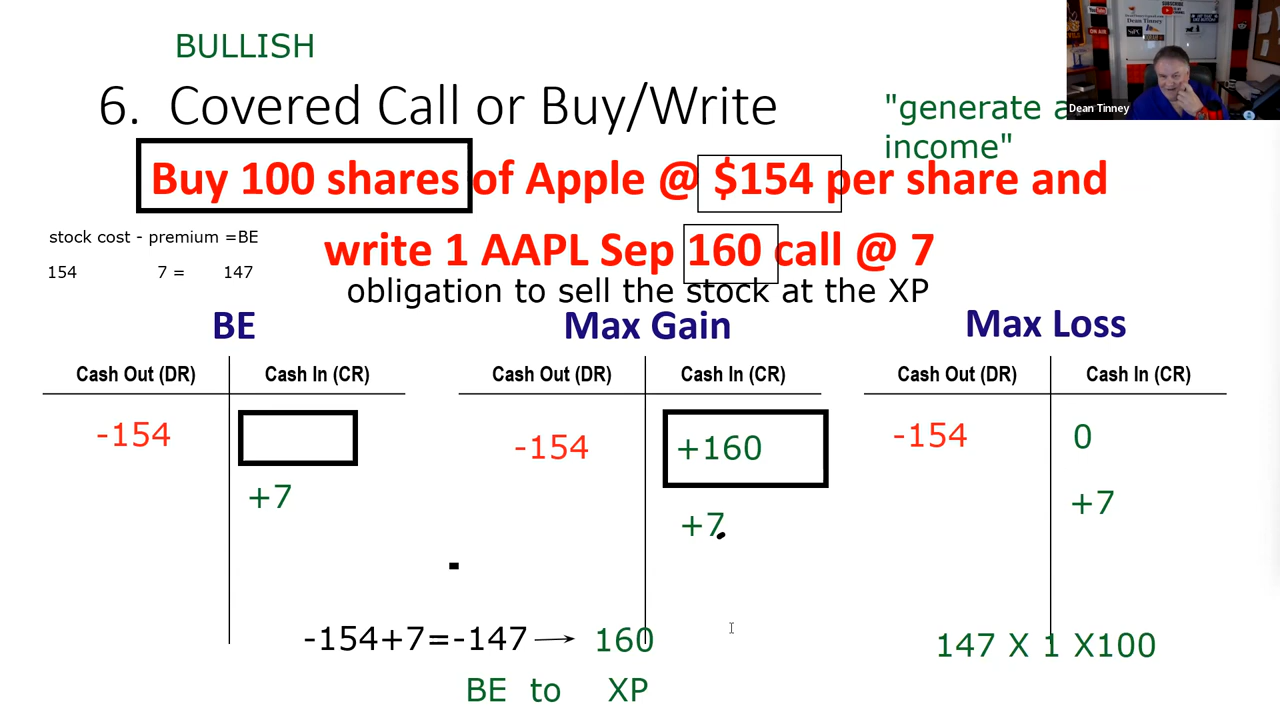 BULLISH
6. Covered Call or Buy/Write
"generate a
income"
Dean Tinney
Buy 100 shares of Apple @ $154 per share and
write 1 AAPL Sep 160 call @ 7
stock cost - premium =BE
154 7 = 147
obligation to sell the stock at the XP
BE
Cash Out (DR) Cash In (CR)
-154
+7
Max Gain
Cash Out (DR) Cash In (CR)
-154 +160
+7
Max Loss
Cash Out (DR) Cash In (CR)
-154 0
+7
-154+7=-147 → 160
BE to XP
147 X 1 X100